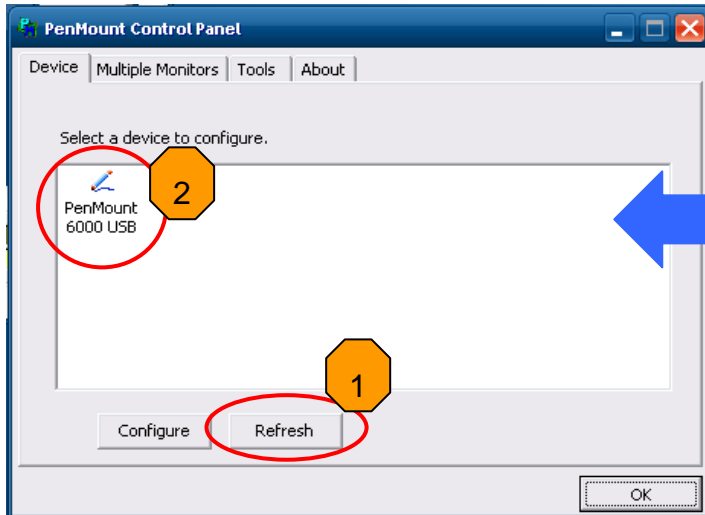 PenMount Control Panel
Device Multiple Monitors Tools About
Select a device to configure.
2
PenMount
6000 USB
1
Configure Refresh
OK